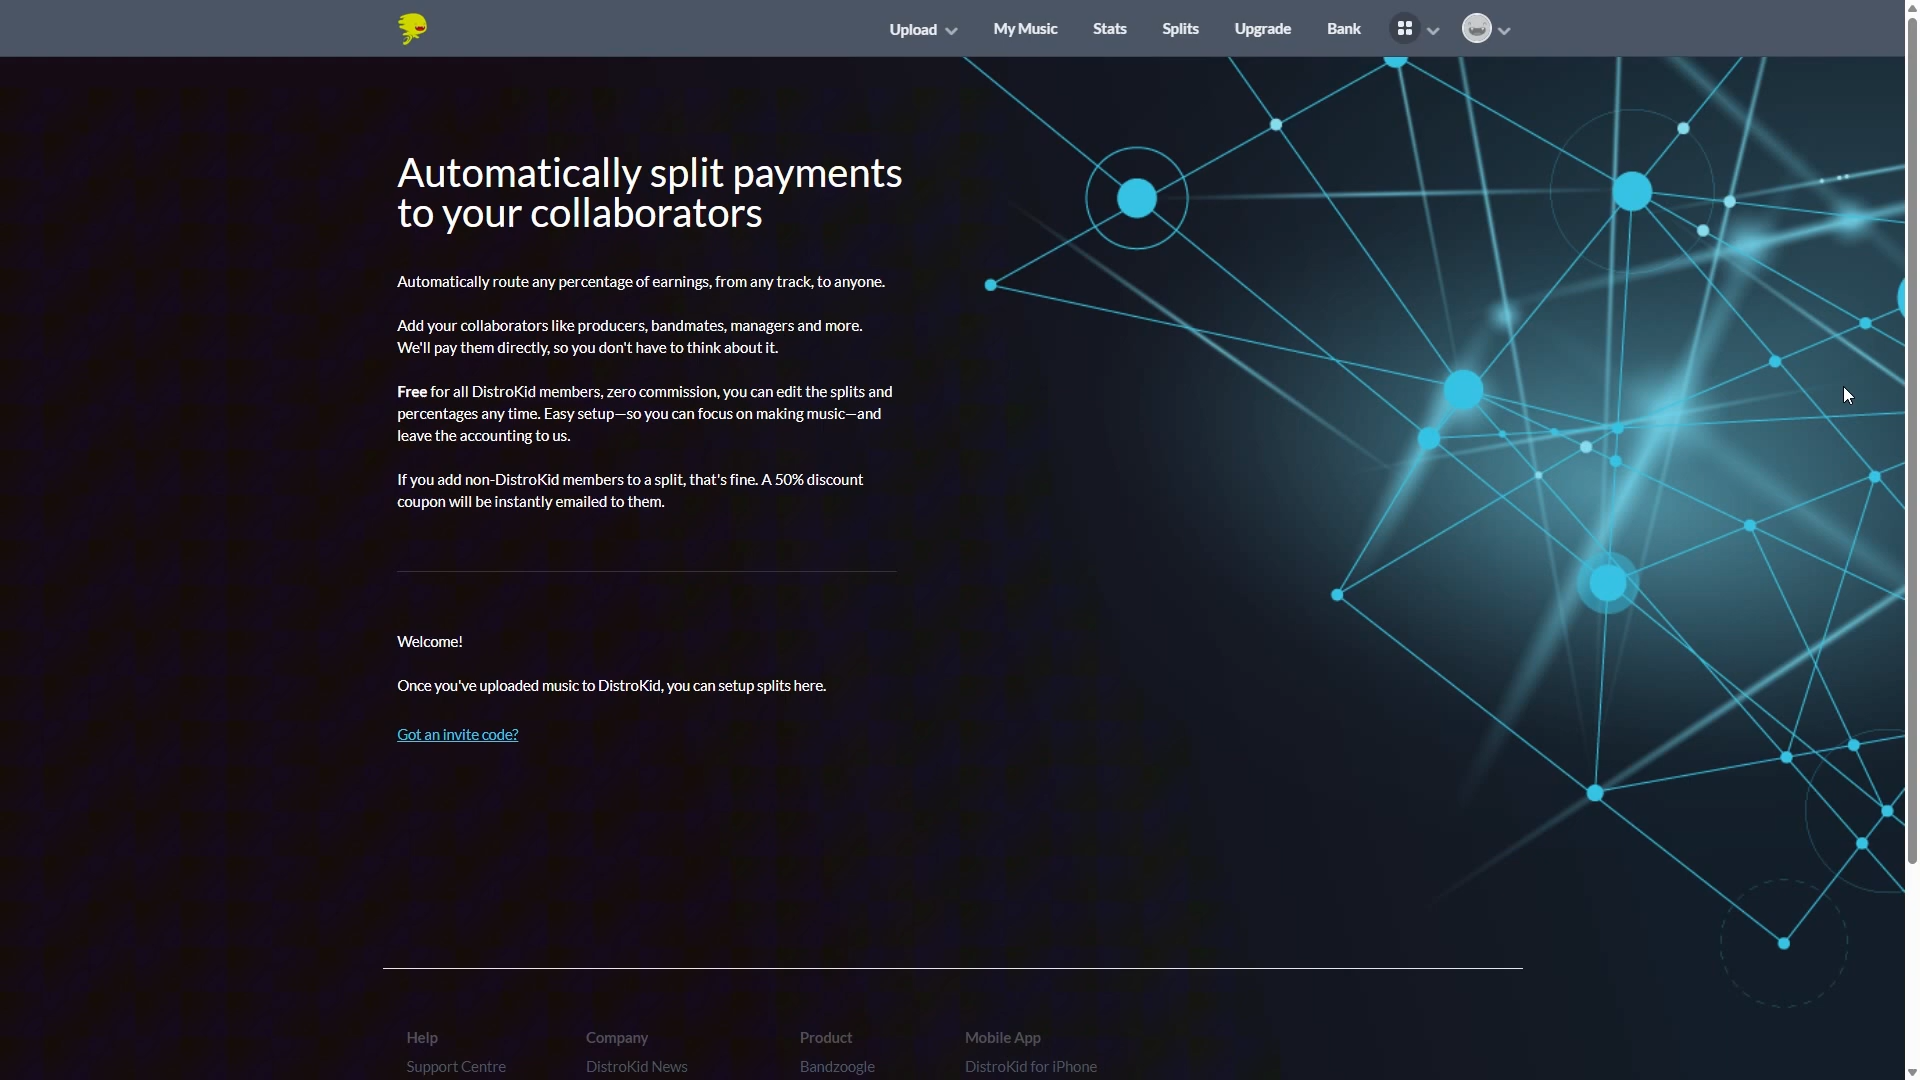 Upload
My Music
Stats
Splits
Upgrade
Bank
Automatically split payments
to your collaborators
Automatically route any percentage of earnings, from any track, to anyone.
Add your collaborators like producers, bandmates, managers and more.
We'll pay them directly, so you don't have to think about it.
Free for all DistroKid members, zero commission, you can edit the splits and
percentages any time. Easy setup—so you can focus on making music—and
leave the accounting to us.
If you add non-DistroKid members to a split, that's fine. A 50% discount
coupon will be instantly emailed to them.
Welcome!
Once you've uploaded music to DistroKid, you can setup splits here.
Got an invite code?
Help
Company
Product
Mobile App
Support Centre
DistroKid News
Bandzoogle
DistroKid for iPhone